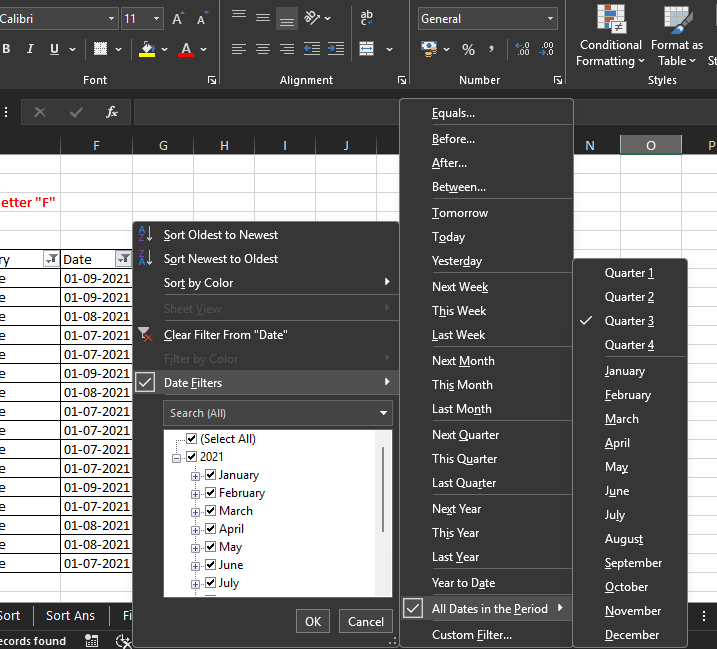 Calibri 11 A A ab General
B I U A % , .00 .00
Conditional Format as
Formatting Table
Font Alignment Number Styles
fx
F G H I J N O P
etter "F"
ry Date
e 01-09-2021
e 01-09-2021
e 01-08-2021
e 01-07-2021
e 01-07-2021
e 01-09-2021
e 01-08-2021
e 01-07-2021
e 01-07-2021
e 01-07-2021
e 01-07-2021
e 01-09-2021
e 01-07-2021
e 01-08-2021
e 01-08-2021
e 01-07-2021
Sort Oldest to Newest
Sort Newest to Oldest
Sort by Color
Sheet View
Clear Filter From "Date"
Filter by Color
Date Filters
Search (All)
(Select All)
2021
January
February
March
April
May
June
July
OK Cancel
Equals...
Before...
After...
Between...
Tomorrow
Today
Yesterday
Next Week
This Week
Last Week
Next Month
This Month
Last Month
Next Quarter
This Quarter
Last Quarter
Next Year
This Year
Last Year
Year to Date
All Dates in the Period
Custom Filter...
Quarter 1
Quarter 2
Quarter 3
Quarter 4
January
February
March
April
May
June
July
August
September
October
November
December
Sort Sort Ans Fi
ecords found